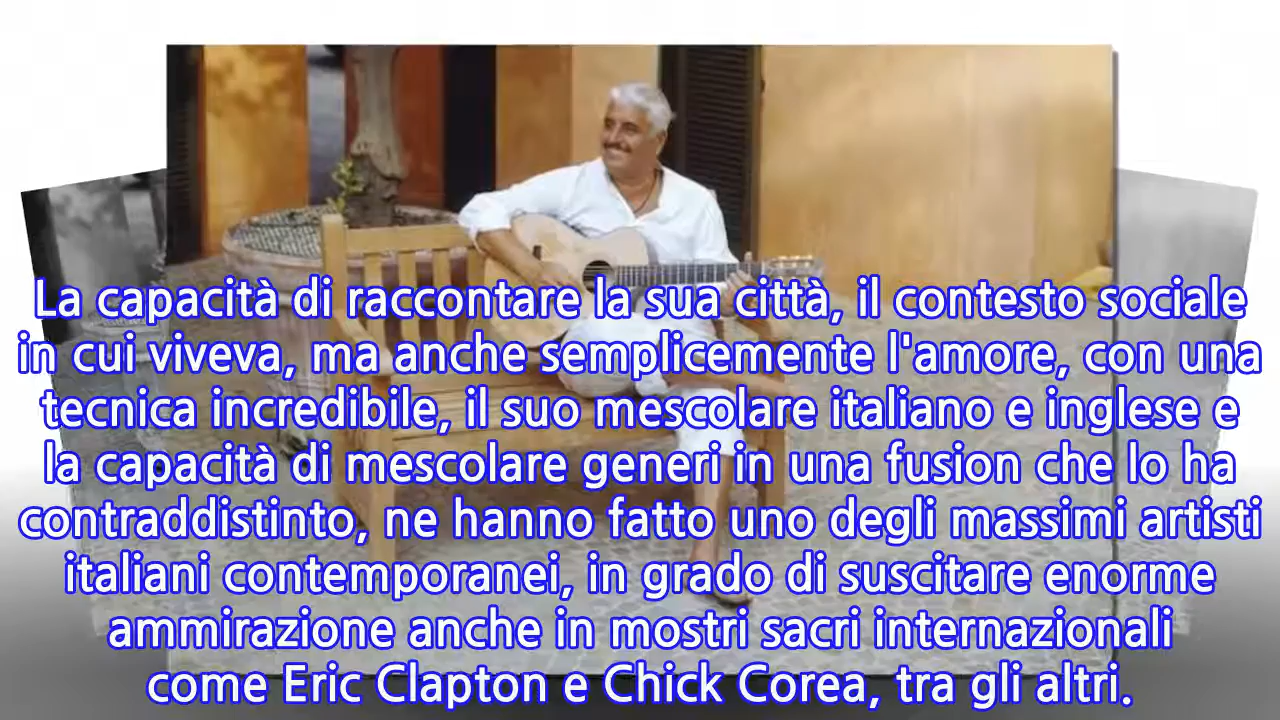 La capacità di raccontare la sua città, il contesto sociale
in cui viveva, ma anche semplicemente l'amore, con una
tecnica incredibile, il suo mescolare italiano e inglese e
la capacità di mescolare generi in una fusion che lo ha
contraddistinto, ne hanno fatto uno degli massimi artisti
italiani contemporanei, in grado di suscitare enorme
ammirazione anche in mostri sacri internazionali
come Eric Clapton e Chick Corea, tra gli altri.